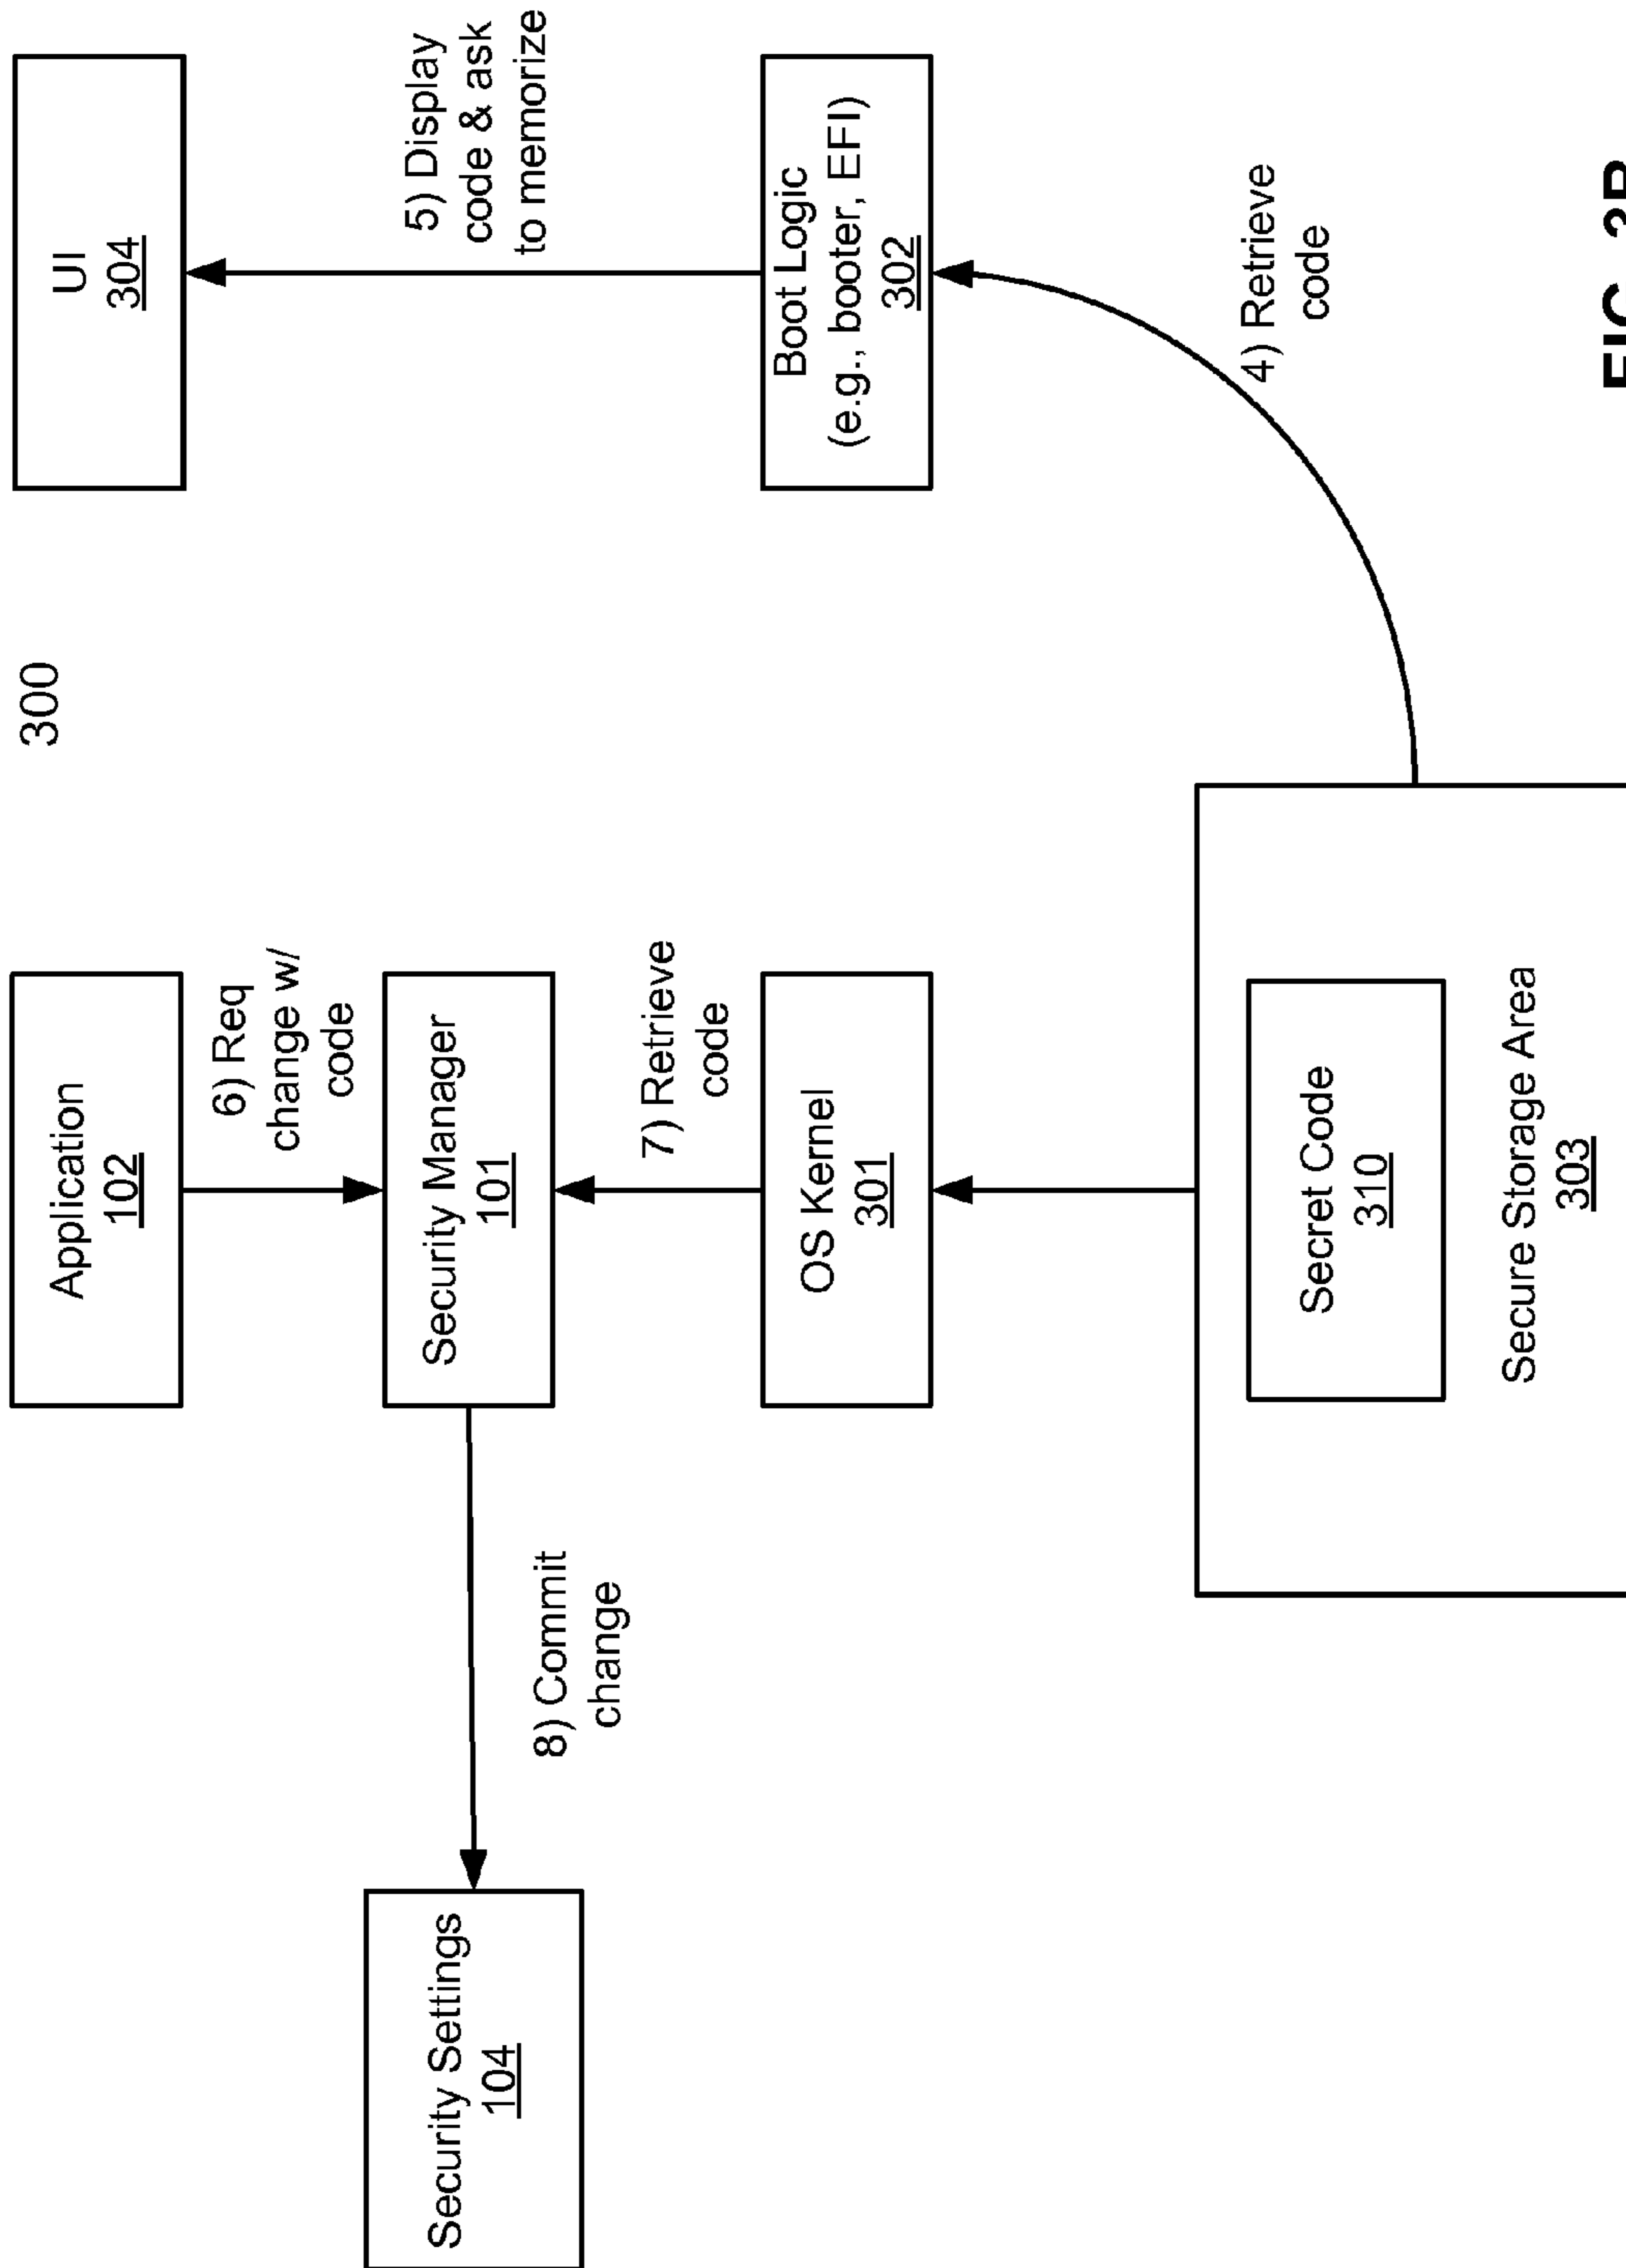 Application
102
300
UI
304
6) Req
change w/
code
5) Display
code & ask
to memorize
Security Settings
104
Security Manager
101
8) Commit
change
7) Retrieve
code
OS Kernel
301
Boot Logic
(e.g., booter, EFI)
302
4) Retrieve
code
Secret Code
310
Secure Storage Area
303